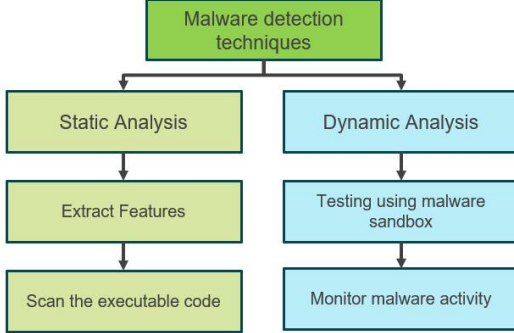 Malware detection
techniques
Static Analysis
Dynamic Analysis
Extract Features
Testing using malware
sandbox
Scan the executable code
Monitor malware activity